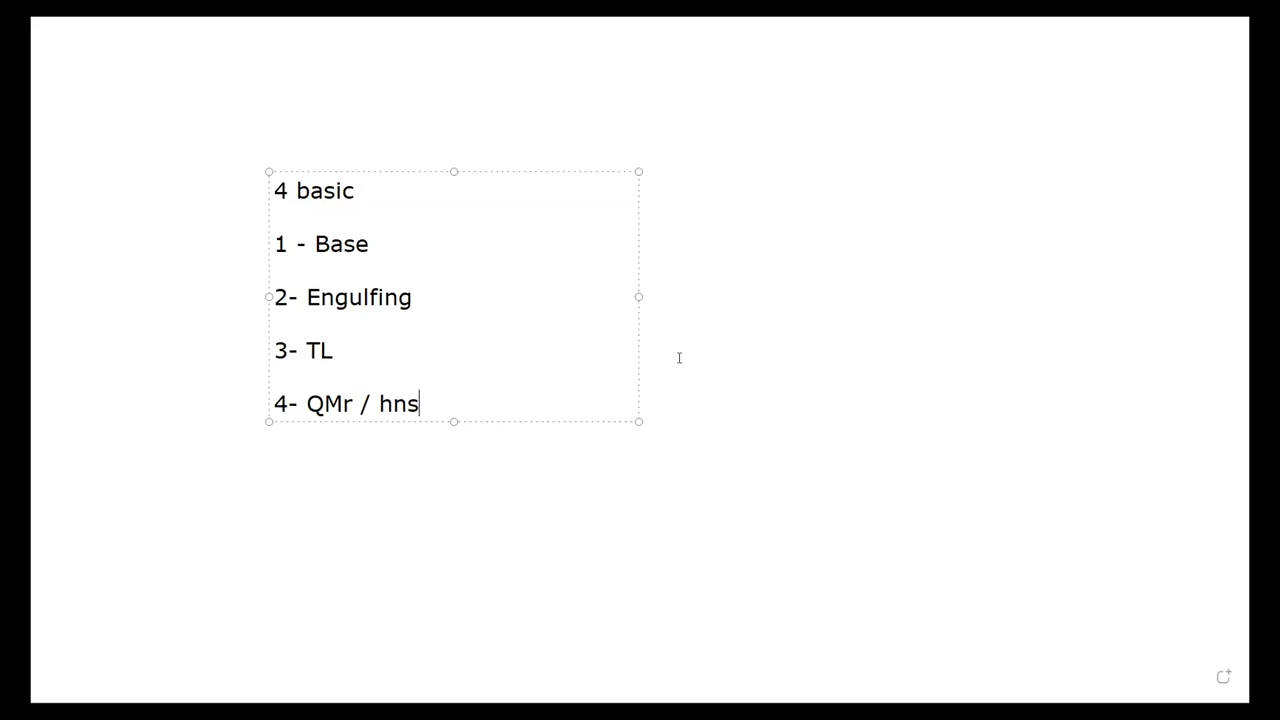 4 basic
1 - Base
2- Engulfing
3- TL
4- QMr / hns